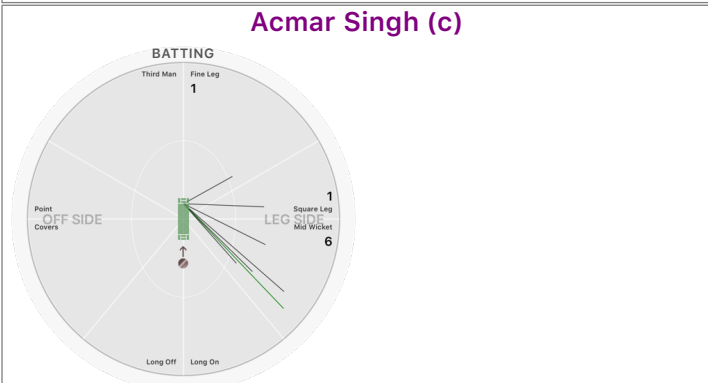 Acmar Singh (c)
BATTING
Third Man Fine Leg
1
1
Point Square Leg
OFF SIDE LEG SIDE
Covers Mid Wicket
6
Long Off Long On